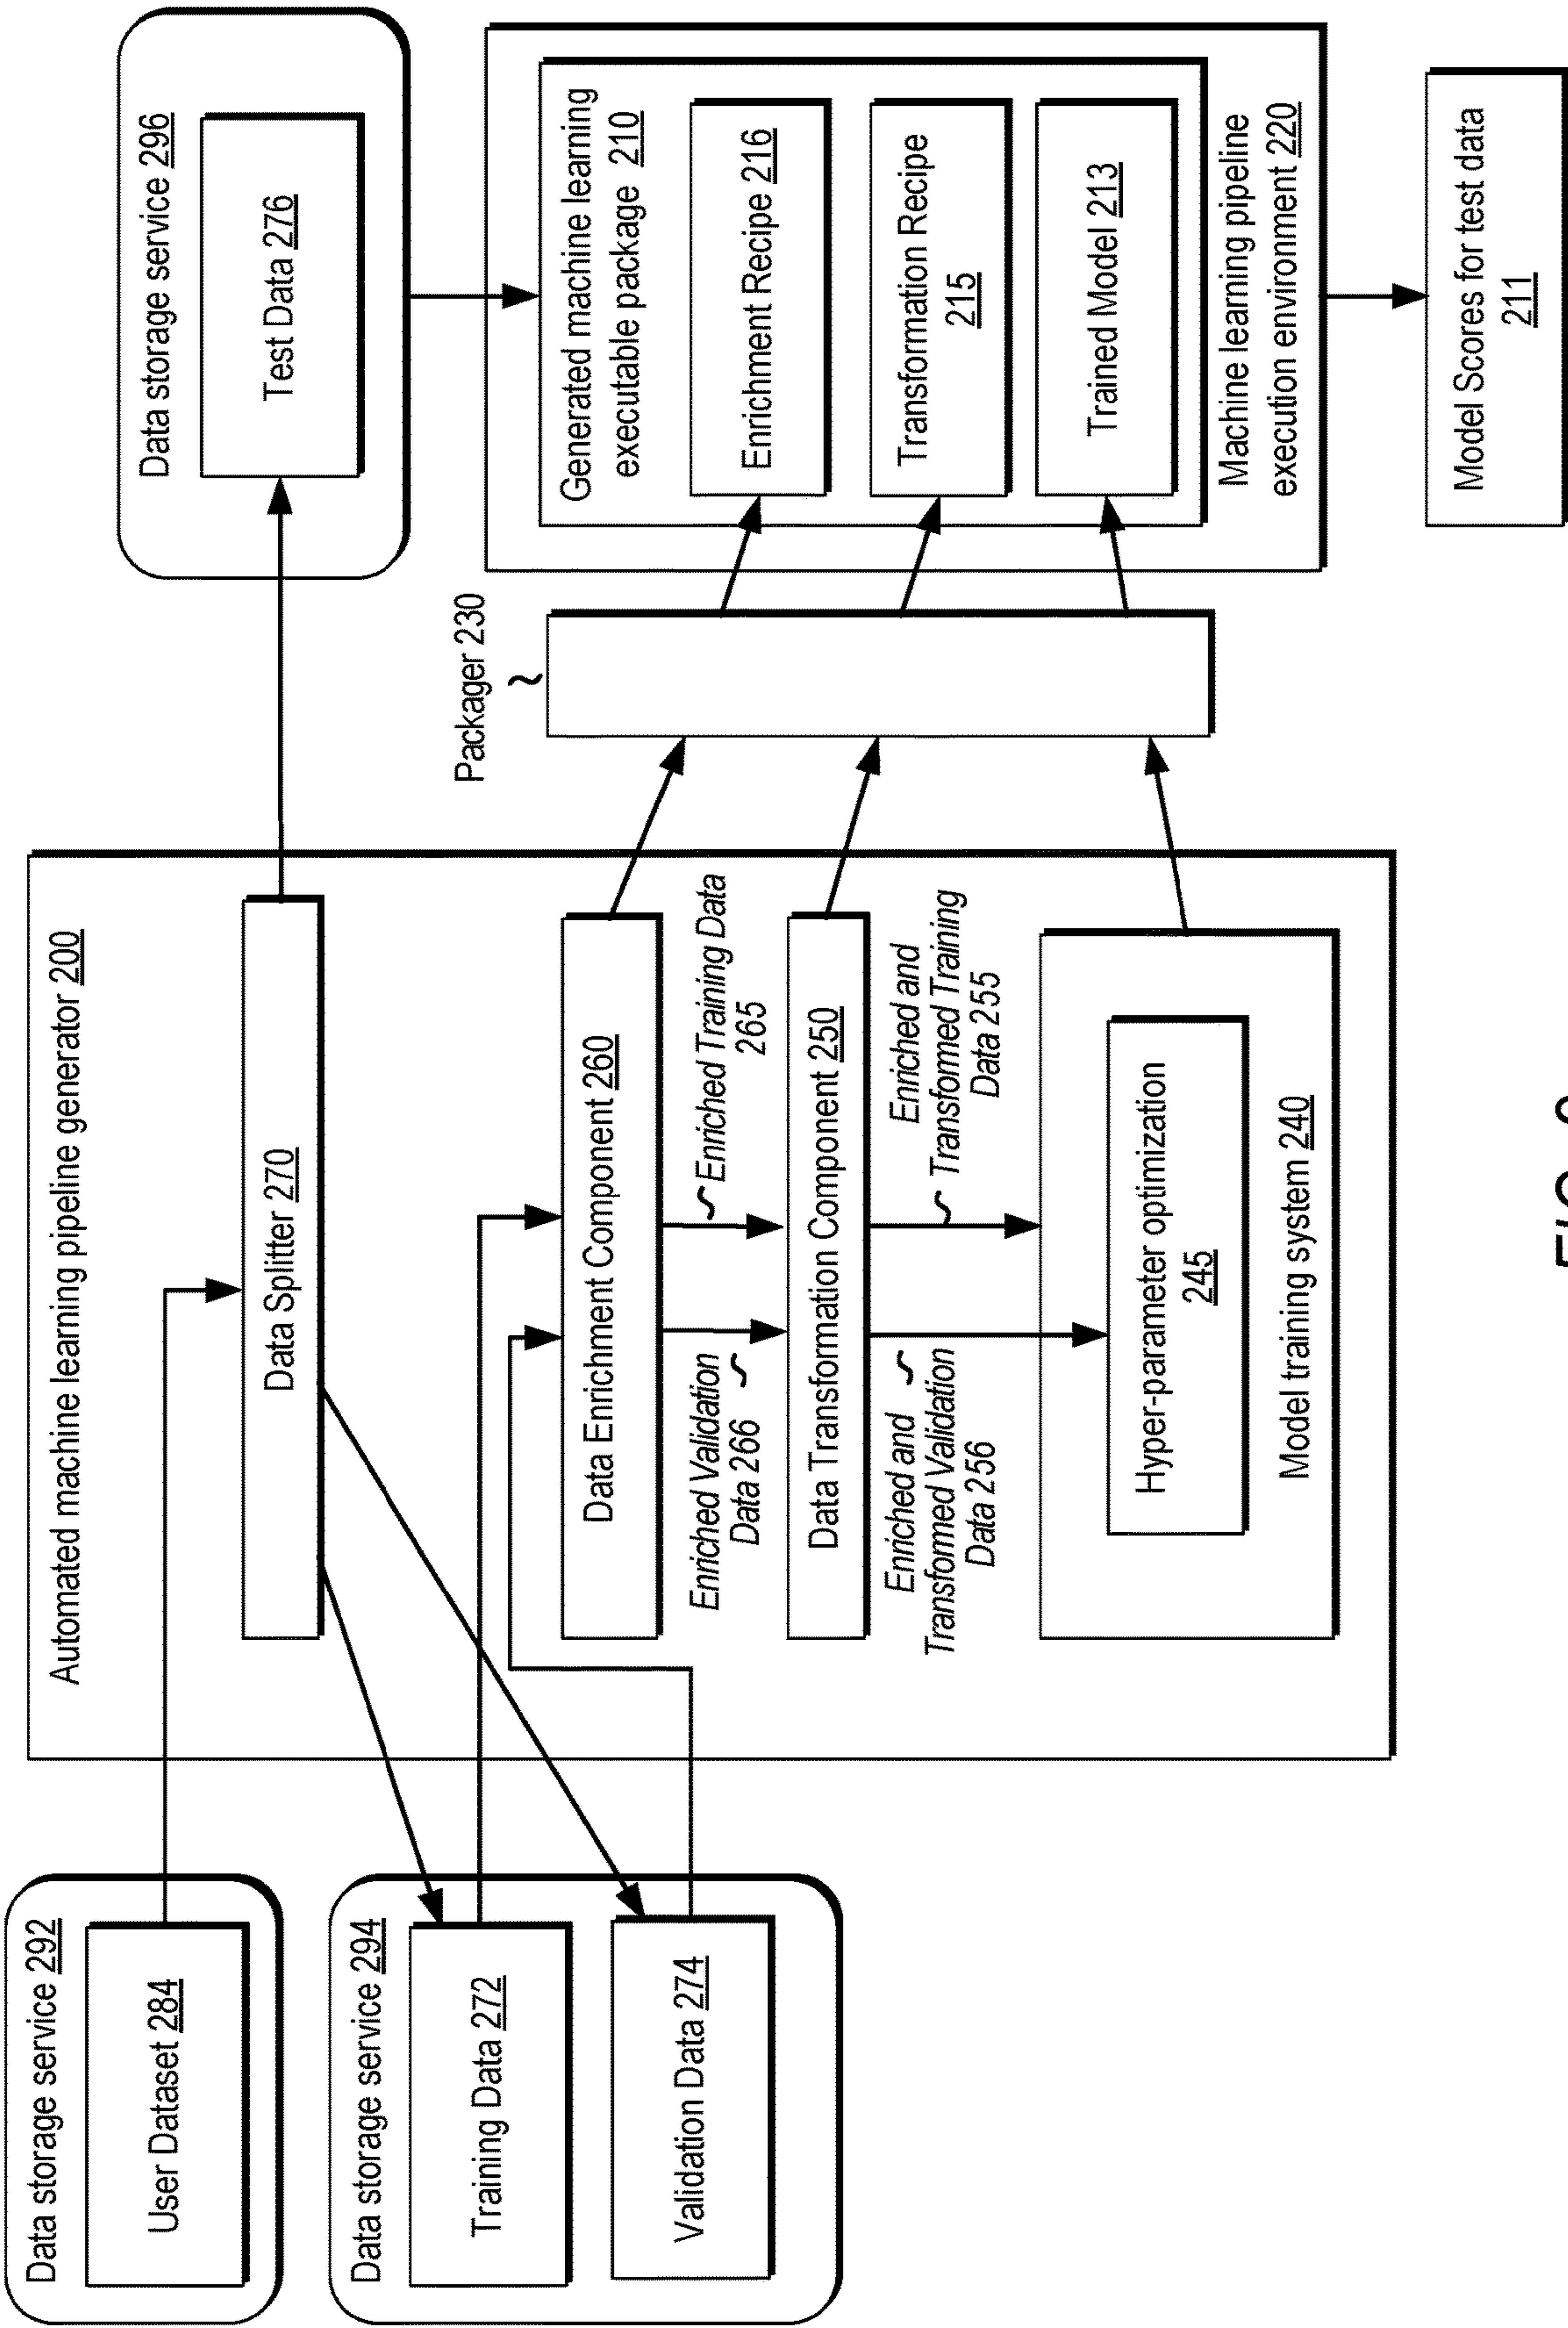 Data storage service 292
User Dataset 284
Data storage service 294
Training Data 272
Validation Data 274
Automated machine learning pipeline generator 200
Data Splitter 270
Data Enrichment Component 260
Enriched Validation
Data 266
Enriched Training Data
265
Data Transformation Component 250
Enriched and
Transformed Validation
Data 256
Enriched and
Transformed Training
Data 255
Hyper-parameter optimization
245
Model training system 240
Packager 230
Data storage service 296
Test Data 276
Generated machine learning
executable package 210
Enrichment Recipe 216
Transformation Recipe
215
Trained Model 213
Machine learning pipeline
execution environment 220
Model Scores for test data
211